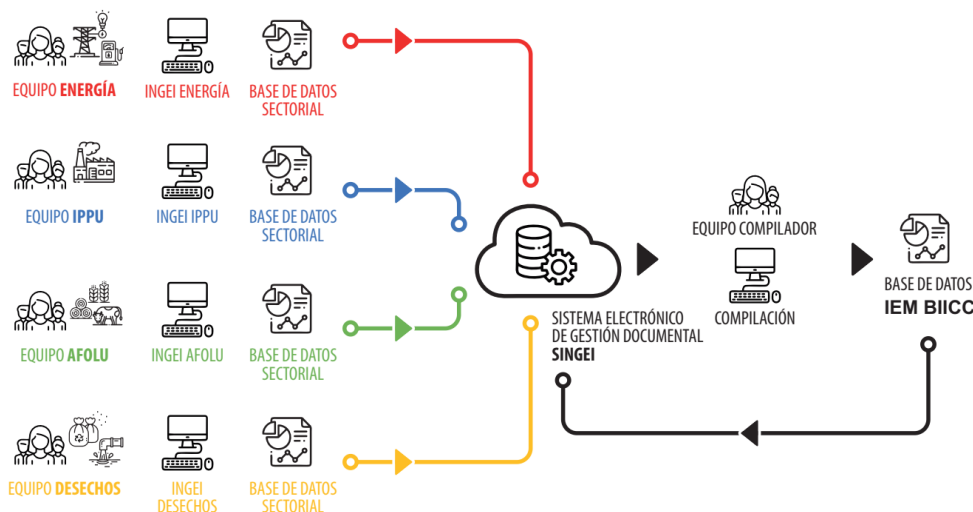 EQUIPO ENERGÍA
INGEI ENERGÍA
BASE DE DATOS
SECTORIAL
EQUIPO IPPU
INGEI IPPU
BASE DE DATOS
SECTORIAL
EQUIPO AFOLU
INGEI AFOLU
BASE DE DATOS
SECTORIAL
EQUIPO DESECHOS
INGEI
DESECHOS
BASE DE DATOS
SECTORIAL
SISTEMA ELECTRÓNICO
DE GESTIÓN DOCUMENTAL
SINGEI
EQUIPO COMPILADOR
COMPILACIÓN
BASE DE DATOS
IEM BIICC